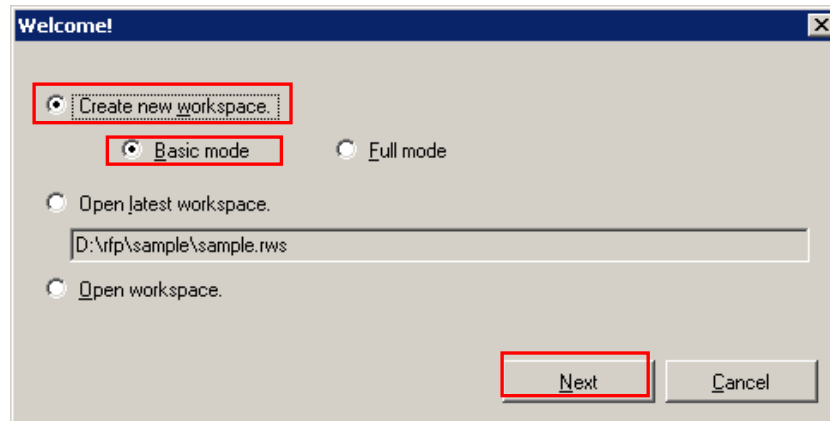 Welcome!
Create new workspace.
Basic mode Full mode
Open latest workspace.
D:\rfp\sample\sample.rws
Open workspace.
Next Cancel